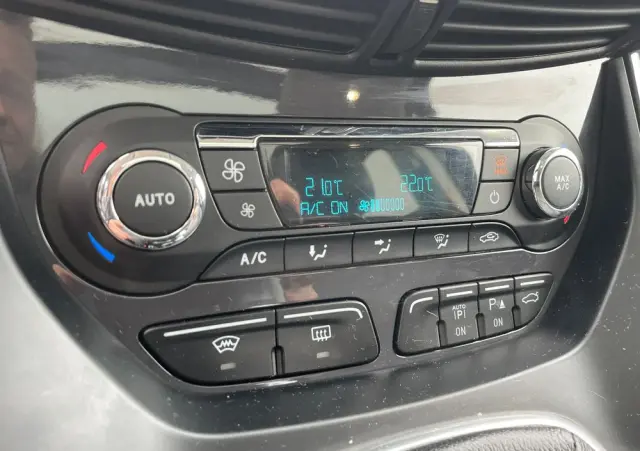 AUTO
21.0°C 22.0°C
A/C ON
MAX
A/C
A/C
AUTO
(P)
ON
P
ON